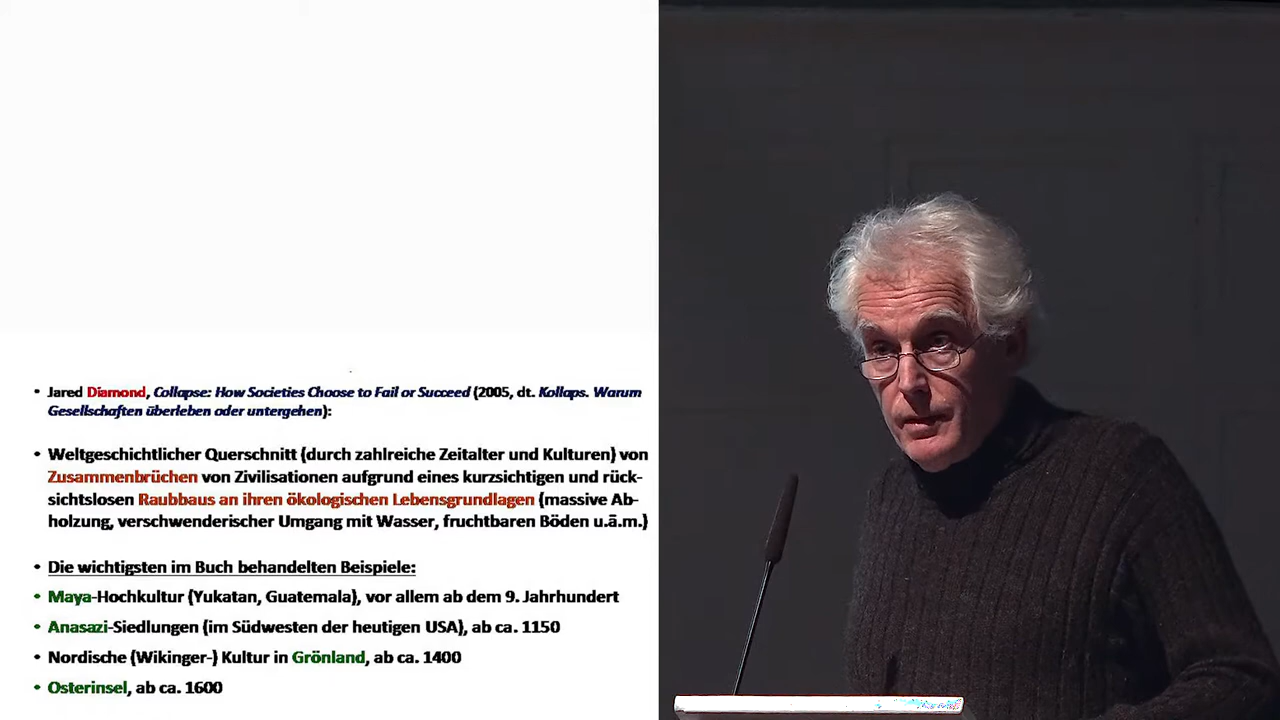 • Jared Diamond, Collapse: How Societies Choose to Fail or Succeed (2005, dt. Kollaps. Warum
Gesellschaften überleben oder untergehen):
• Weltgeschichtlicher Querschnitt (durch zahlreiche Zeitalter und Kulturen) von
Zusammenbrüchen von Zivilisationen aufgrund eines kurzsichtigen und rück-
sichtslosen Raubbaus an ihren ökologischen Lebensgrundlagen (massive Ab-
holzung, verschwenderischer Umgang mit Wasser, fruchtbaren Böden u.ä.m.)
• Die wichtigsten im Buch behandelten Beispiele:
• Maya-Hochkultur (Yukatan, Guatemala), vor allem ab dem 9. Jahrhundert
• Anasazi-Siedlungen (im Südwesten der heutigen USA), ab ca. 1150
• Nordische (Wikinger-) Kultur in Grönland, ab ca. 1400
• Osterinsel, ab ca. 1600